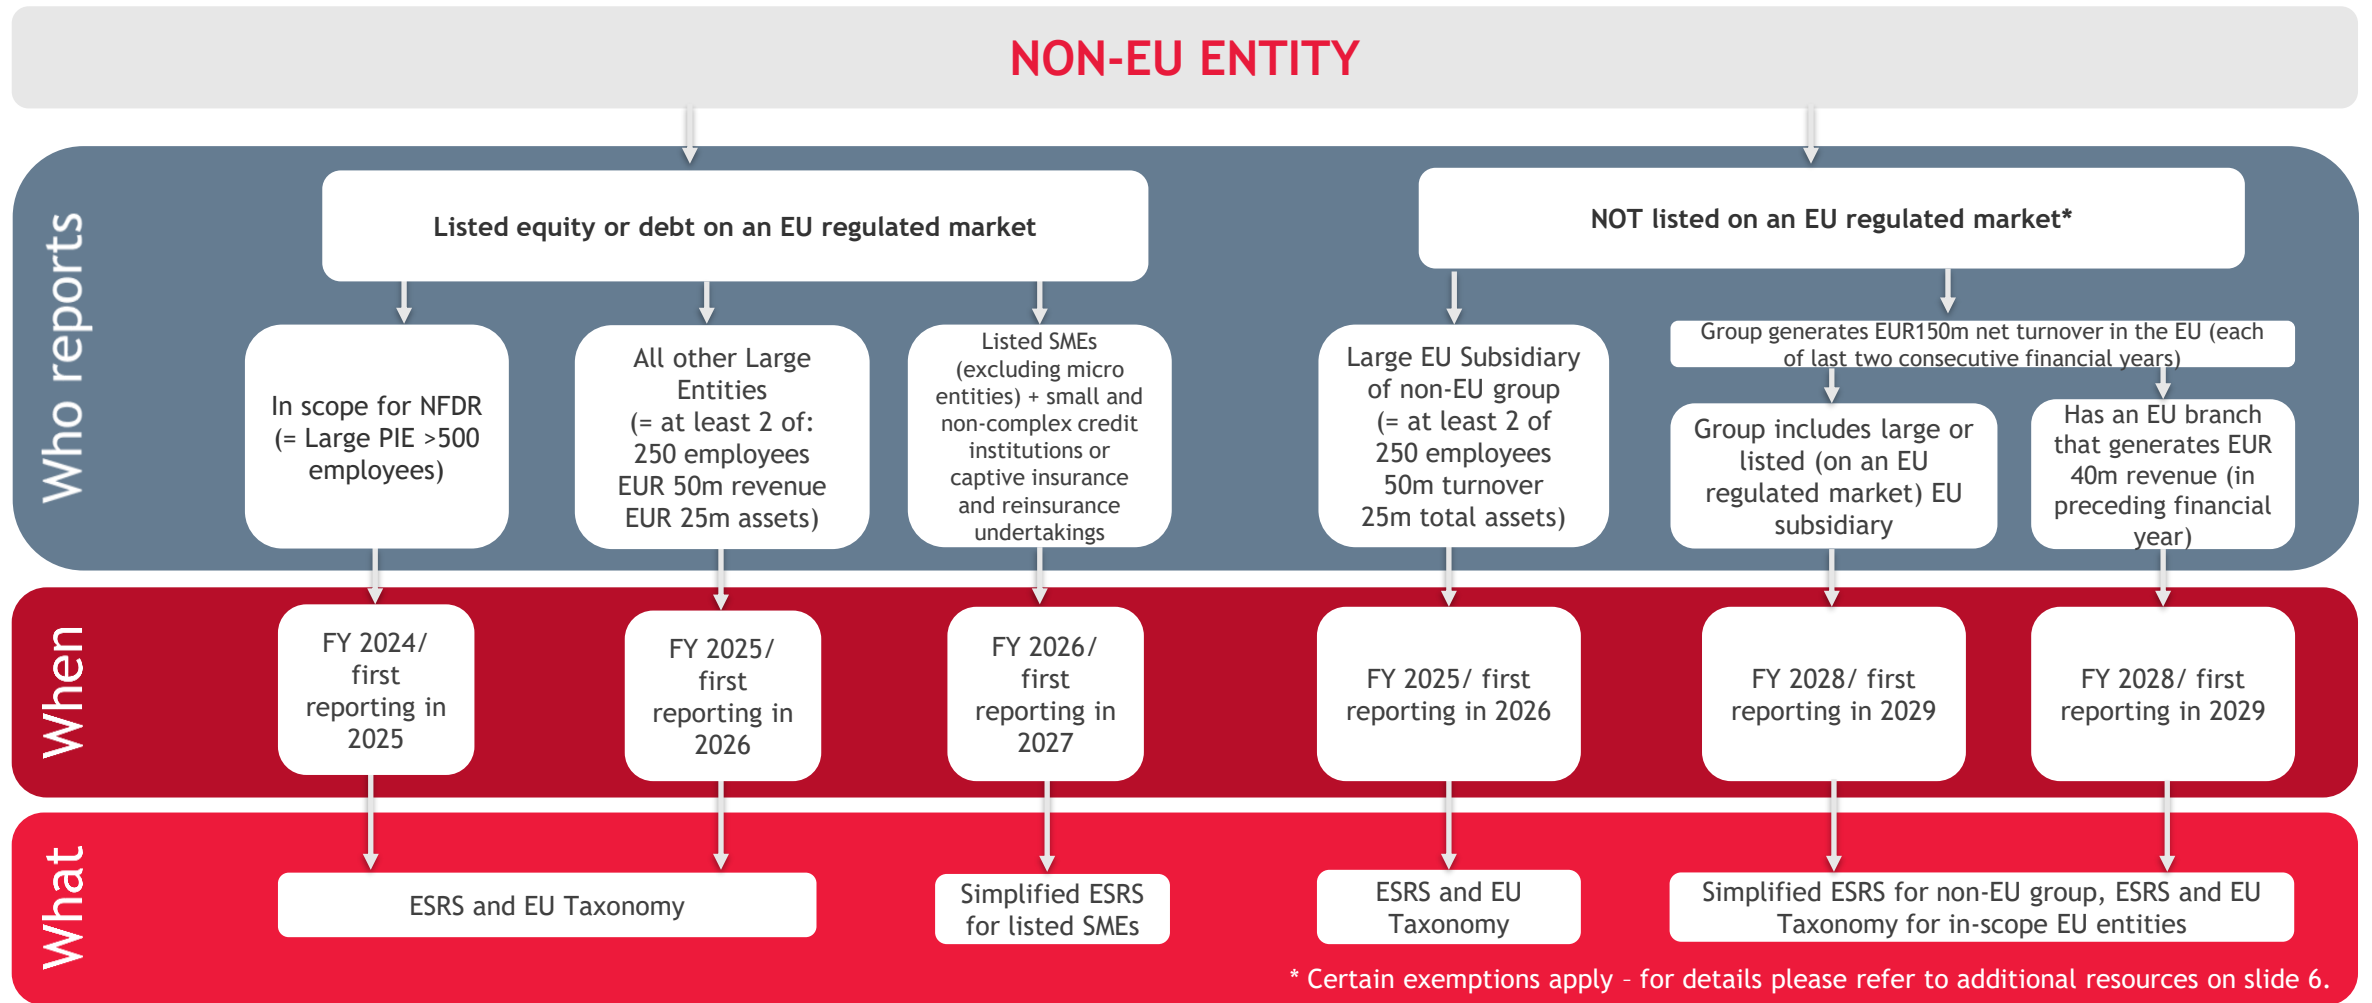 NON-EU ENTITY
Who reports
Listed equity or debt on an EU regulated market
NOT listed on an EU regulated market*
In scope for NFDR
(= Large PIE >500
employees)
All other Large
Entities
(= at least 2 of:
250 employees
EUR 50m revenue
EUR 25m assets)
Listed SMEs
(excluding micro
entities) + small and
non-complex credit
institutions or
captive insurance
and reinsurance
undertakings
Large EU Subsidiary
of non-EU group
(= at least 2 of
250 employees
50m turnover
25m total assets)
Group generates EUR150m net turnover in the EU (each
of last two consecutive financial years)
Group includes large or
listed (on an EU
regulated market) EU
subsidiary
Has an EU branch
that generates EUR
40m revenue (in
preceding financial
year)
When
FY 2024/
first
reporting in
2025
FY 2025/
first
reporting in
2026
FY 2026/
first
reporting in
2027
FY 2025/ first
reporting in 2026
FY 2028/ first
reporting in 2029
FY 2028/ first
reporting in 2029
What
ESRS and EU Taxonomy
Simplified ESRS
for listed SMEs
ESRS and EU
Taxonomy
Simplified ESRS for non-EU group, ESRS and EU
Taxonomy for in-scope EU entities
* Certain exemptions apply – for details please refer to additional resources on slide 6.